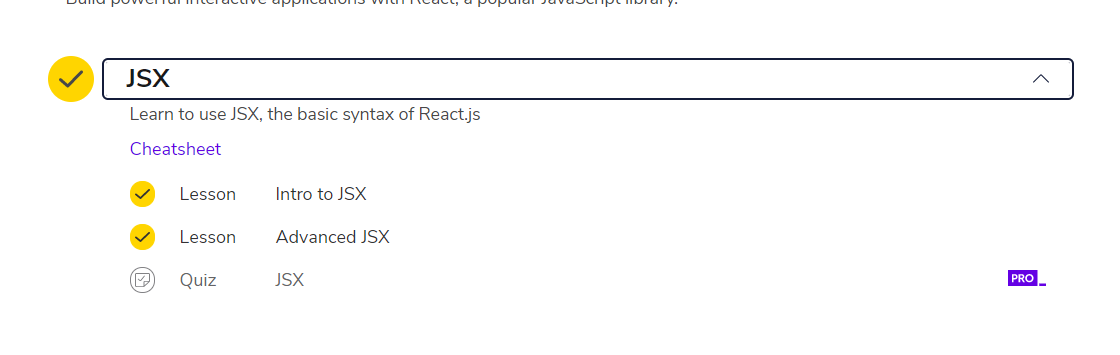 Build powerful interactive applications with React, a popular JavaScript library.
JSX
Learn to use JSX, the basic syntax of React.js
Cheatsheet
Lesson Intro to JSX
Lesson Advanced JSX
Quiz JSX PRO